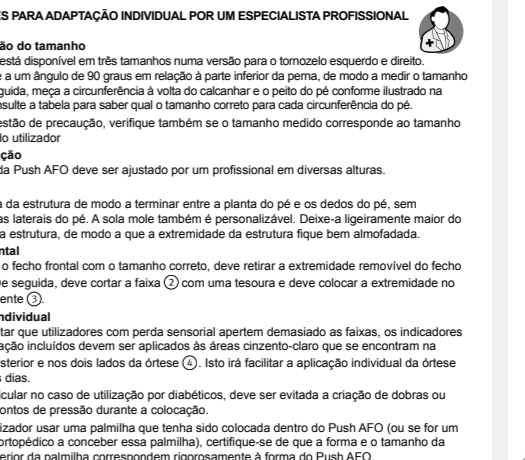 ES PARA ADAPTAÇÃO INDIVIDUAL POR UM ESPECIALISTA PROFISSIONAL
ão do tamanho
está disponível em três tamanhos numa versão para o tornozelo esquerdo e direito.
e a um ângulo de 90 graus em relação à parte inferior da perna, de modo a medir o tamanho
guida, meça a circunferência à volta do calcanhar e o peito do pé conforme ilustrado na
nsulte a tabela para saber qual o tamanho correto para cada circunferência do pé.
estão de precaução, verifique também se o tamanho medido corresponde ao tamanho
do utilizador
ção
da Push AFO deve ser ajustado por um profissional em diversas alturas.
a da estrutura de modo a terminar entre a planta do pé e os dedos do pé, sem
as laterais do pé. A sola mole também é personalizável. Deixe-a ligeiramente maior do
a estrutura, de modo a que a extremidade da estrutura fique bem almofadada.
ntal
o fecho frontal com o tamanho correto, deve retirar a extremidade removível do fecho
De seguida, deve cortar a faixa ② com uma tesoura e deve colocar a extremidade no
ente ③.
ndividual
tar que utilizadores com perda sensorial apertem demasiado as faixas, os indicadores
ação incluídos devem ser aplicados às áreas cinzento-claro que se encontram na
sterior e nos dois lados da órtese ④. Isto irá facilitar a aplicação individual da órtese
s dias.
icular no caso de utilização por diabéticos, deve ser evitada a criação de dobras ou
ontos de pressão durante a colocação.
izador usar uma palmilha que tenha sido colocada dentro do Push AFO (ou se for um
ortopédico a conceber essa palmilha), certifique-se de que a forma e o tamanho da
erior da palmilha correspondem rigorosamente à forma do Push AFO.